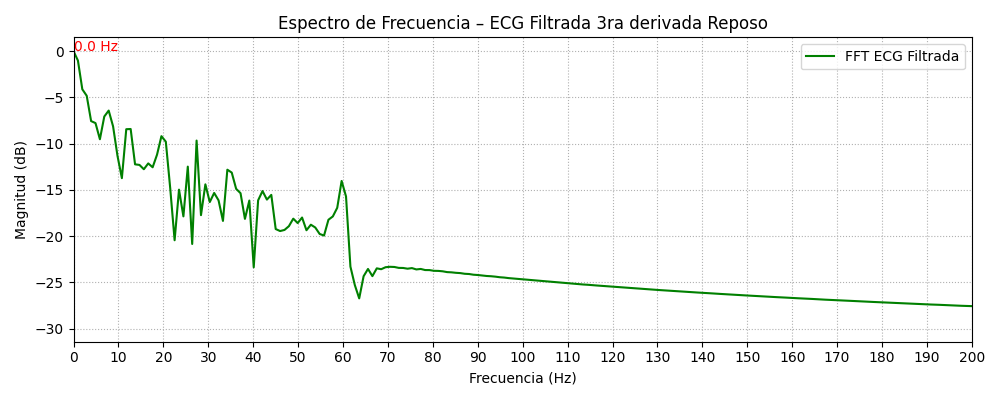 Espectro de Frecuencia – ECG Filtrada 3ra derivada Reposo
0.0 Hz
FFT ECG Filtrada
Magnitud (dB)
0
−5
−10
−15
−20
−25
−30
0 10 20 30 40 50 60 70 80 90 100 110 120 130 140 150 160 170 180 190 200
Frecuencia (Hz)